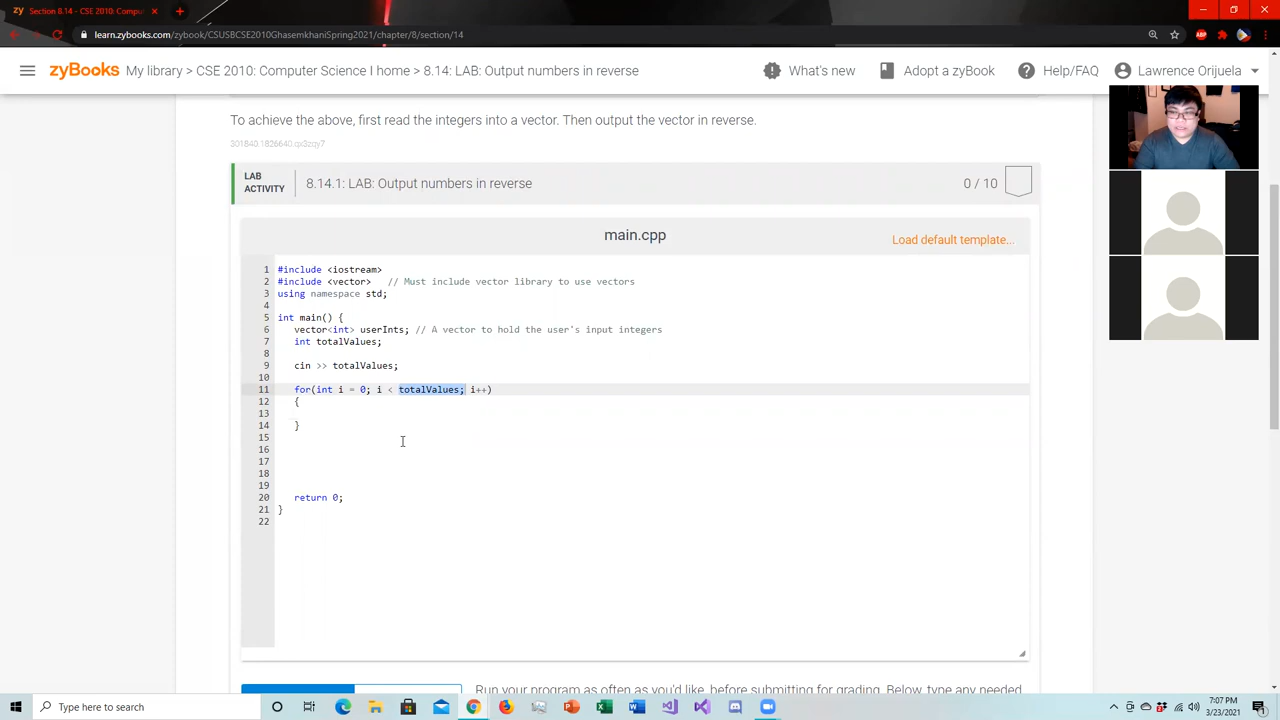 zy Section 8.14 - CSE 2010: Comp
learn.zybooks.com/zybook/CSUSBCSE2010GhasemkhaniSpring2021/chapter/8/section/14
zyBooks My library > CSE 2010: Computer Science I home > 8.14: LAB: Output numbers in reverse
What's new
Adopt a zyBook
Help/FAQ
Lawrence Orijuela
To achieve the above, first read the integers into a vector. Then output the vector in reverse.
301840.1826640.qx3zqy7
LAB ACTIVITY
8.14.1: LAB: Output numbers in reverse
0 / 10
main.cpp
Load default template...
1 #include <iostream>
2 #include <vector> // Must include vector library to use vectors
3 using namespace std;
4
5 int main() {
6 vector<int> userInts; // A vector to hold the user's input integers
7 int totalValues;
8
9 cin >> totalValues;
10
11 for(int i = 0; i < totalValues; i++)
12 {
13
14 }
15
16
17
18
19
20 return 0;
21 }
22
Run your program as often as you'd like, before submitting for grading. Below, type any needed
Type here to search
7:07 PM
3/23/2021